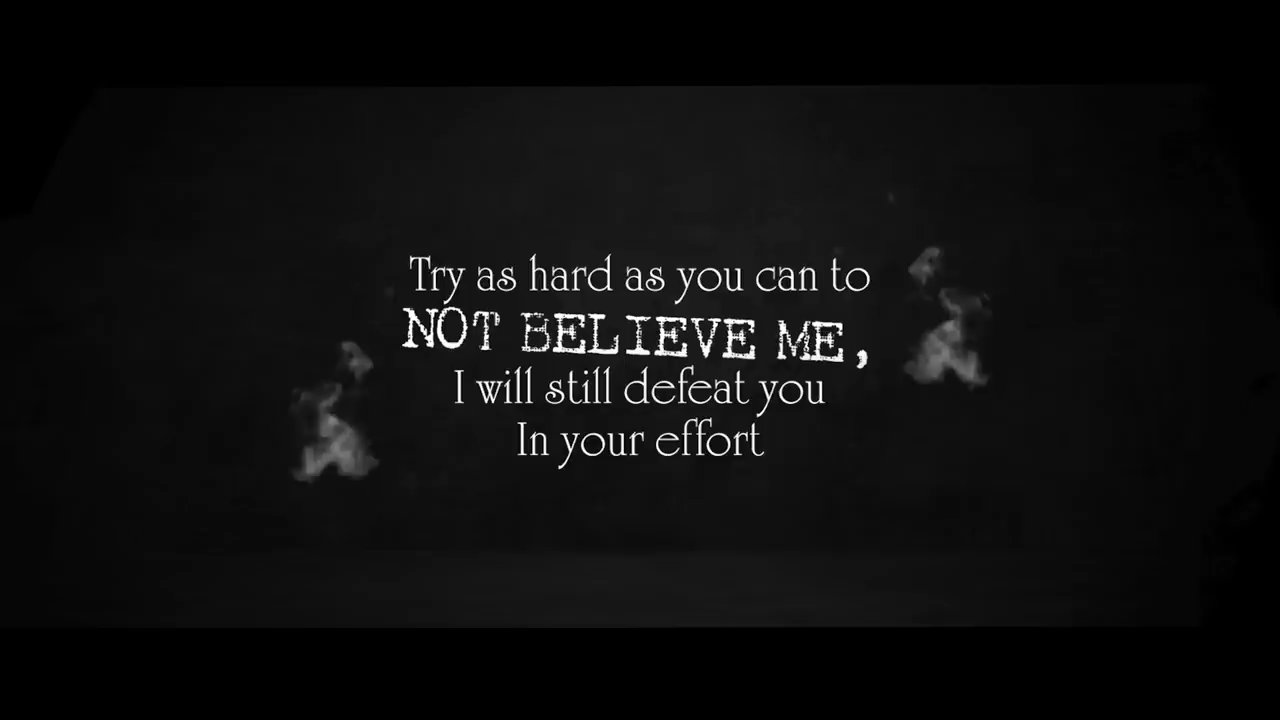 Try as hard as you can to
NOT BELIEVE ME,
I will still defeat you
In your effort